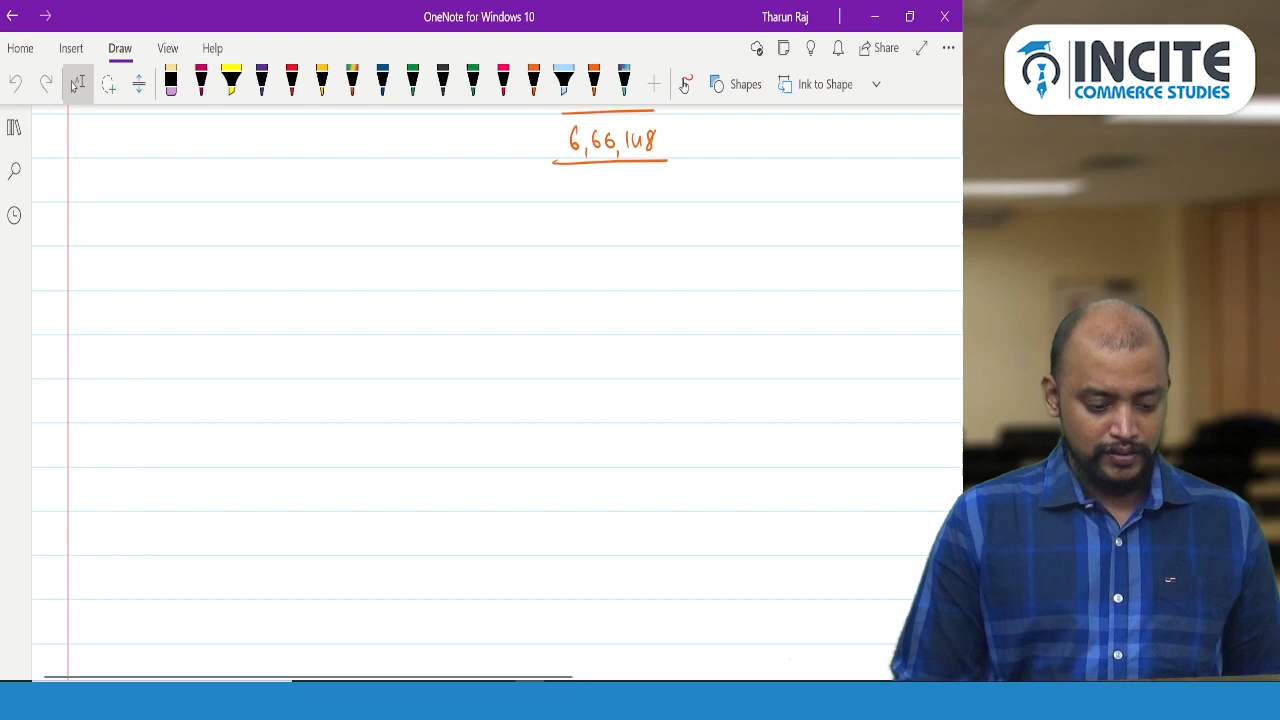 OneNote for Windows 10
Tharun Raj
Home Insert Draw View Help
Share
Shapes
Ink to Shape
INCITE
COMMERCE STUDIES
6,66,148